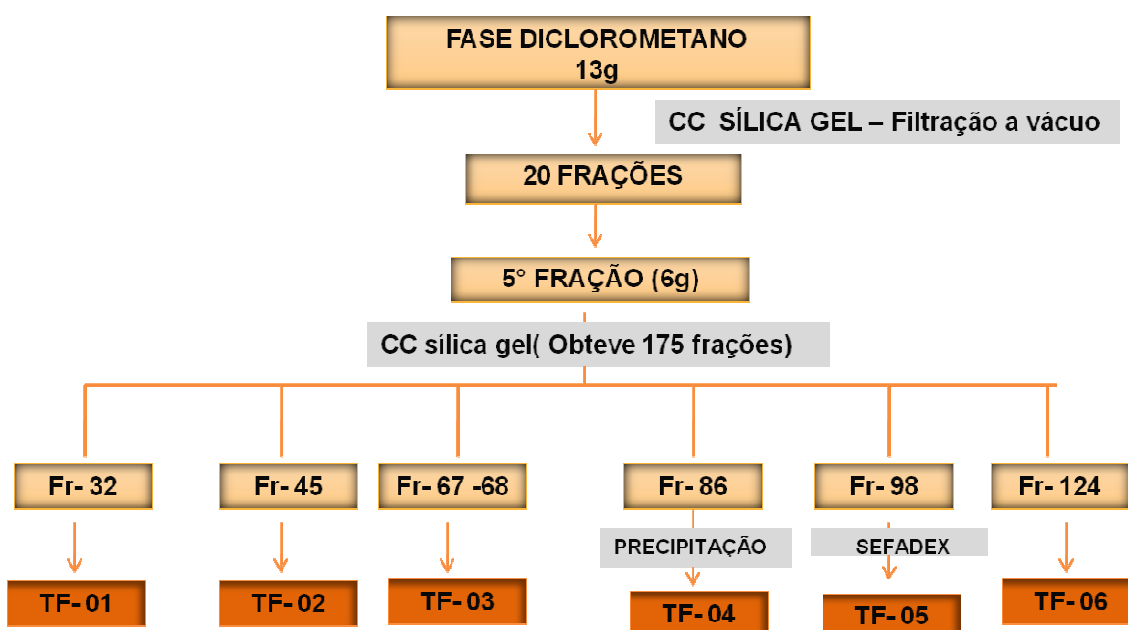 FASE DICLOROMETANO
13g
CC SÍLICA GEL – Filtração a vácuo
20 FRAÇÕES
5° FRAÇÃO (6g)
CC sílica gel( Obteve 175 frações)
Fr- 32
Fr- 45
Fr- 67 -68
Fr- 86
Fr- 98
Fr- 124
PRECIPITAÇÃO
SEFADEX
TF- 01
TF- 02
TF- 03
TF- 04
TF- 05
TF- 06